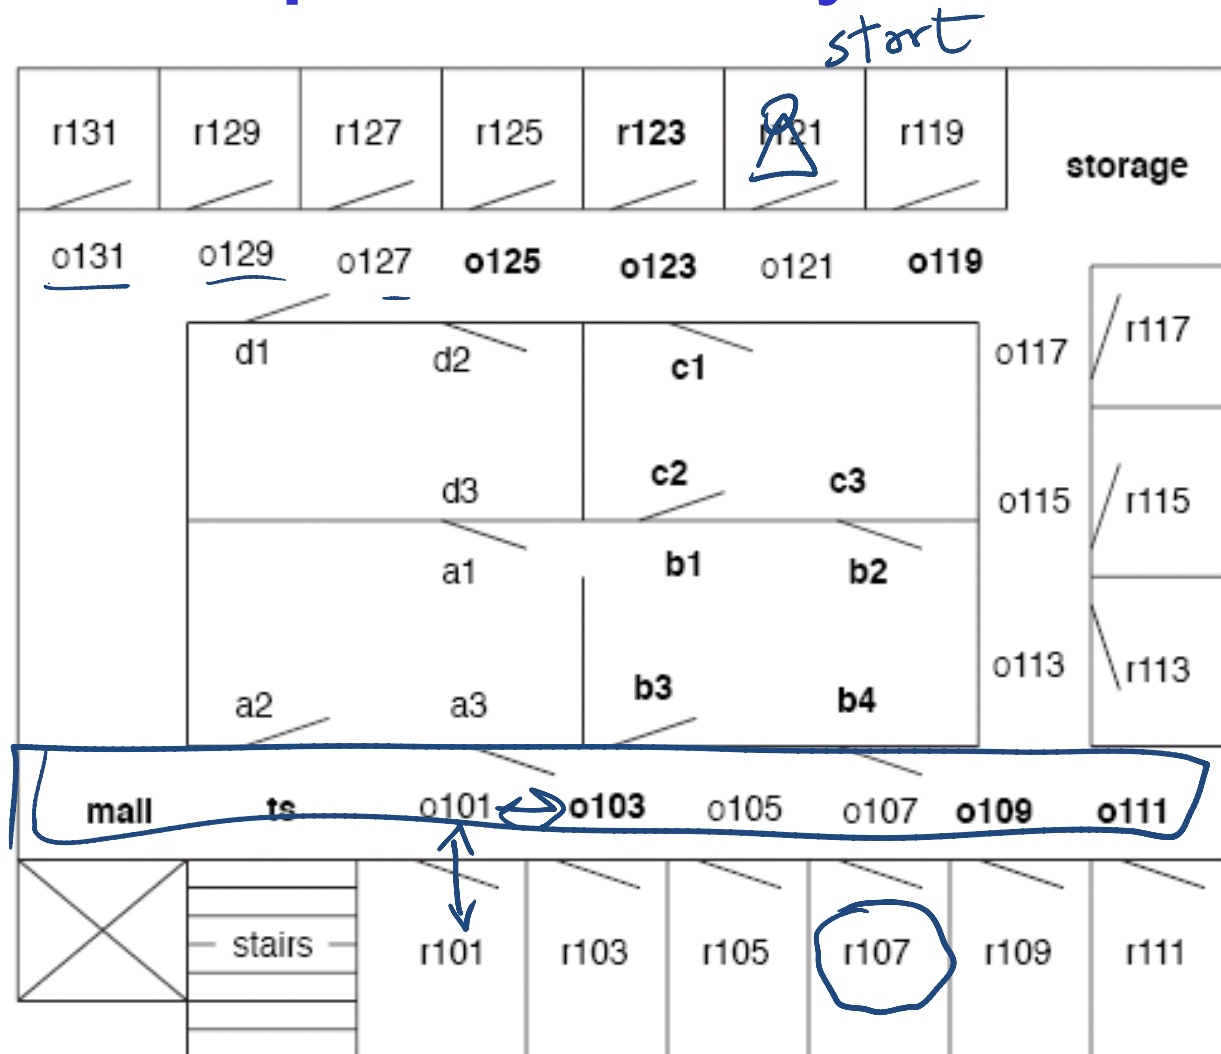 start
r131 r129 r127 r125 r123 r121 r119
storage
o131 o129 o127 o125 o123 o121 o119
r117
d1 d2 c1 o117
d3 c2 c3 o115 r115
a1 b1 b2
o113 r113
a2 a3 b3 b4
mall ts o101 o103 o105 o107 o109 o111
stairs r101 r103 r105 r107 r109 r111